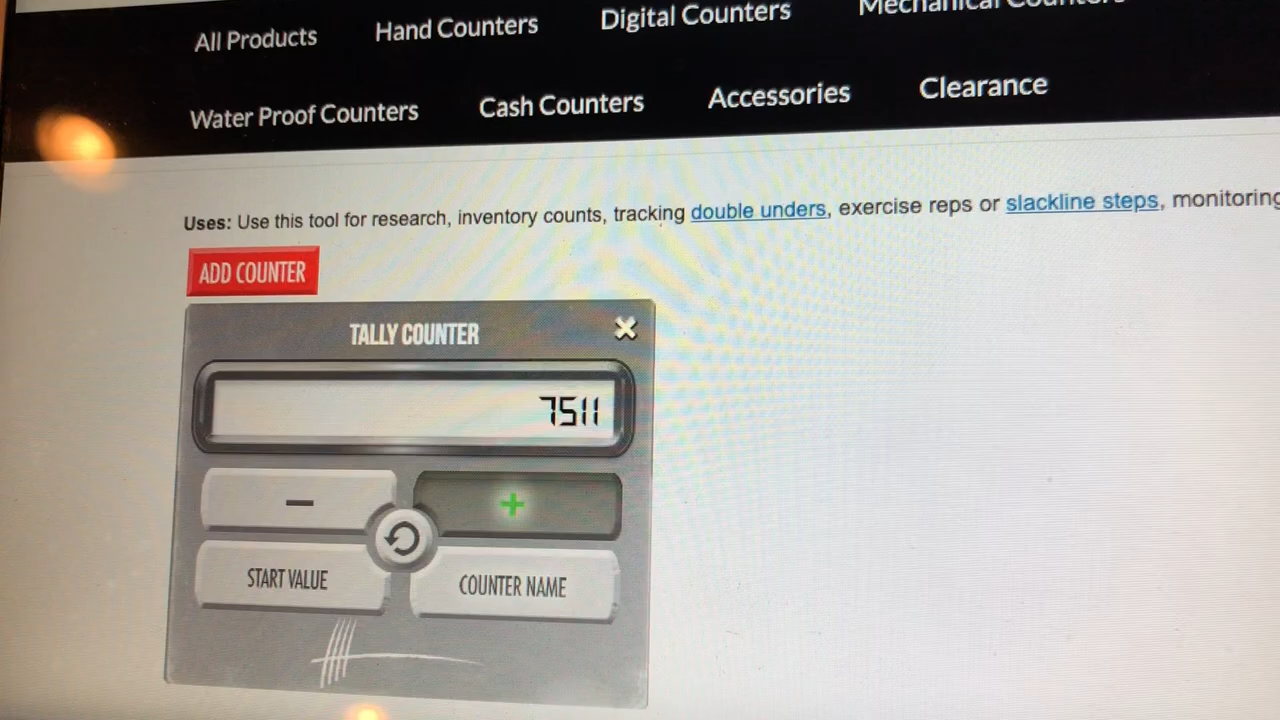 All Products Hand Counters Digital Counters Mechanical Counters
Water Proof Counters Cash Counters Accessories Clearance
Uses: Use this tool for research, inventory counts, tracking double unders, exercise reps or slackline steps, monitoring
ADD COUNTER
TALLY COUNTER
7511
START VALUE
COUNTER NAME